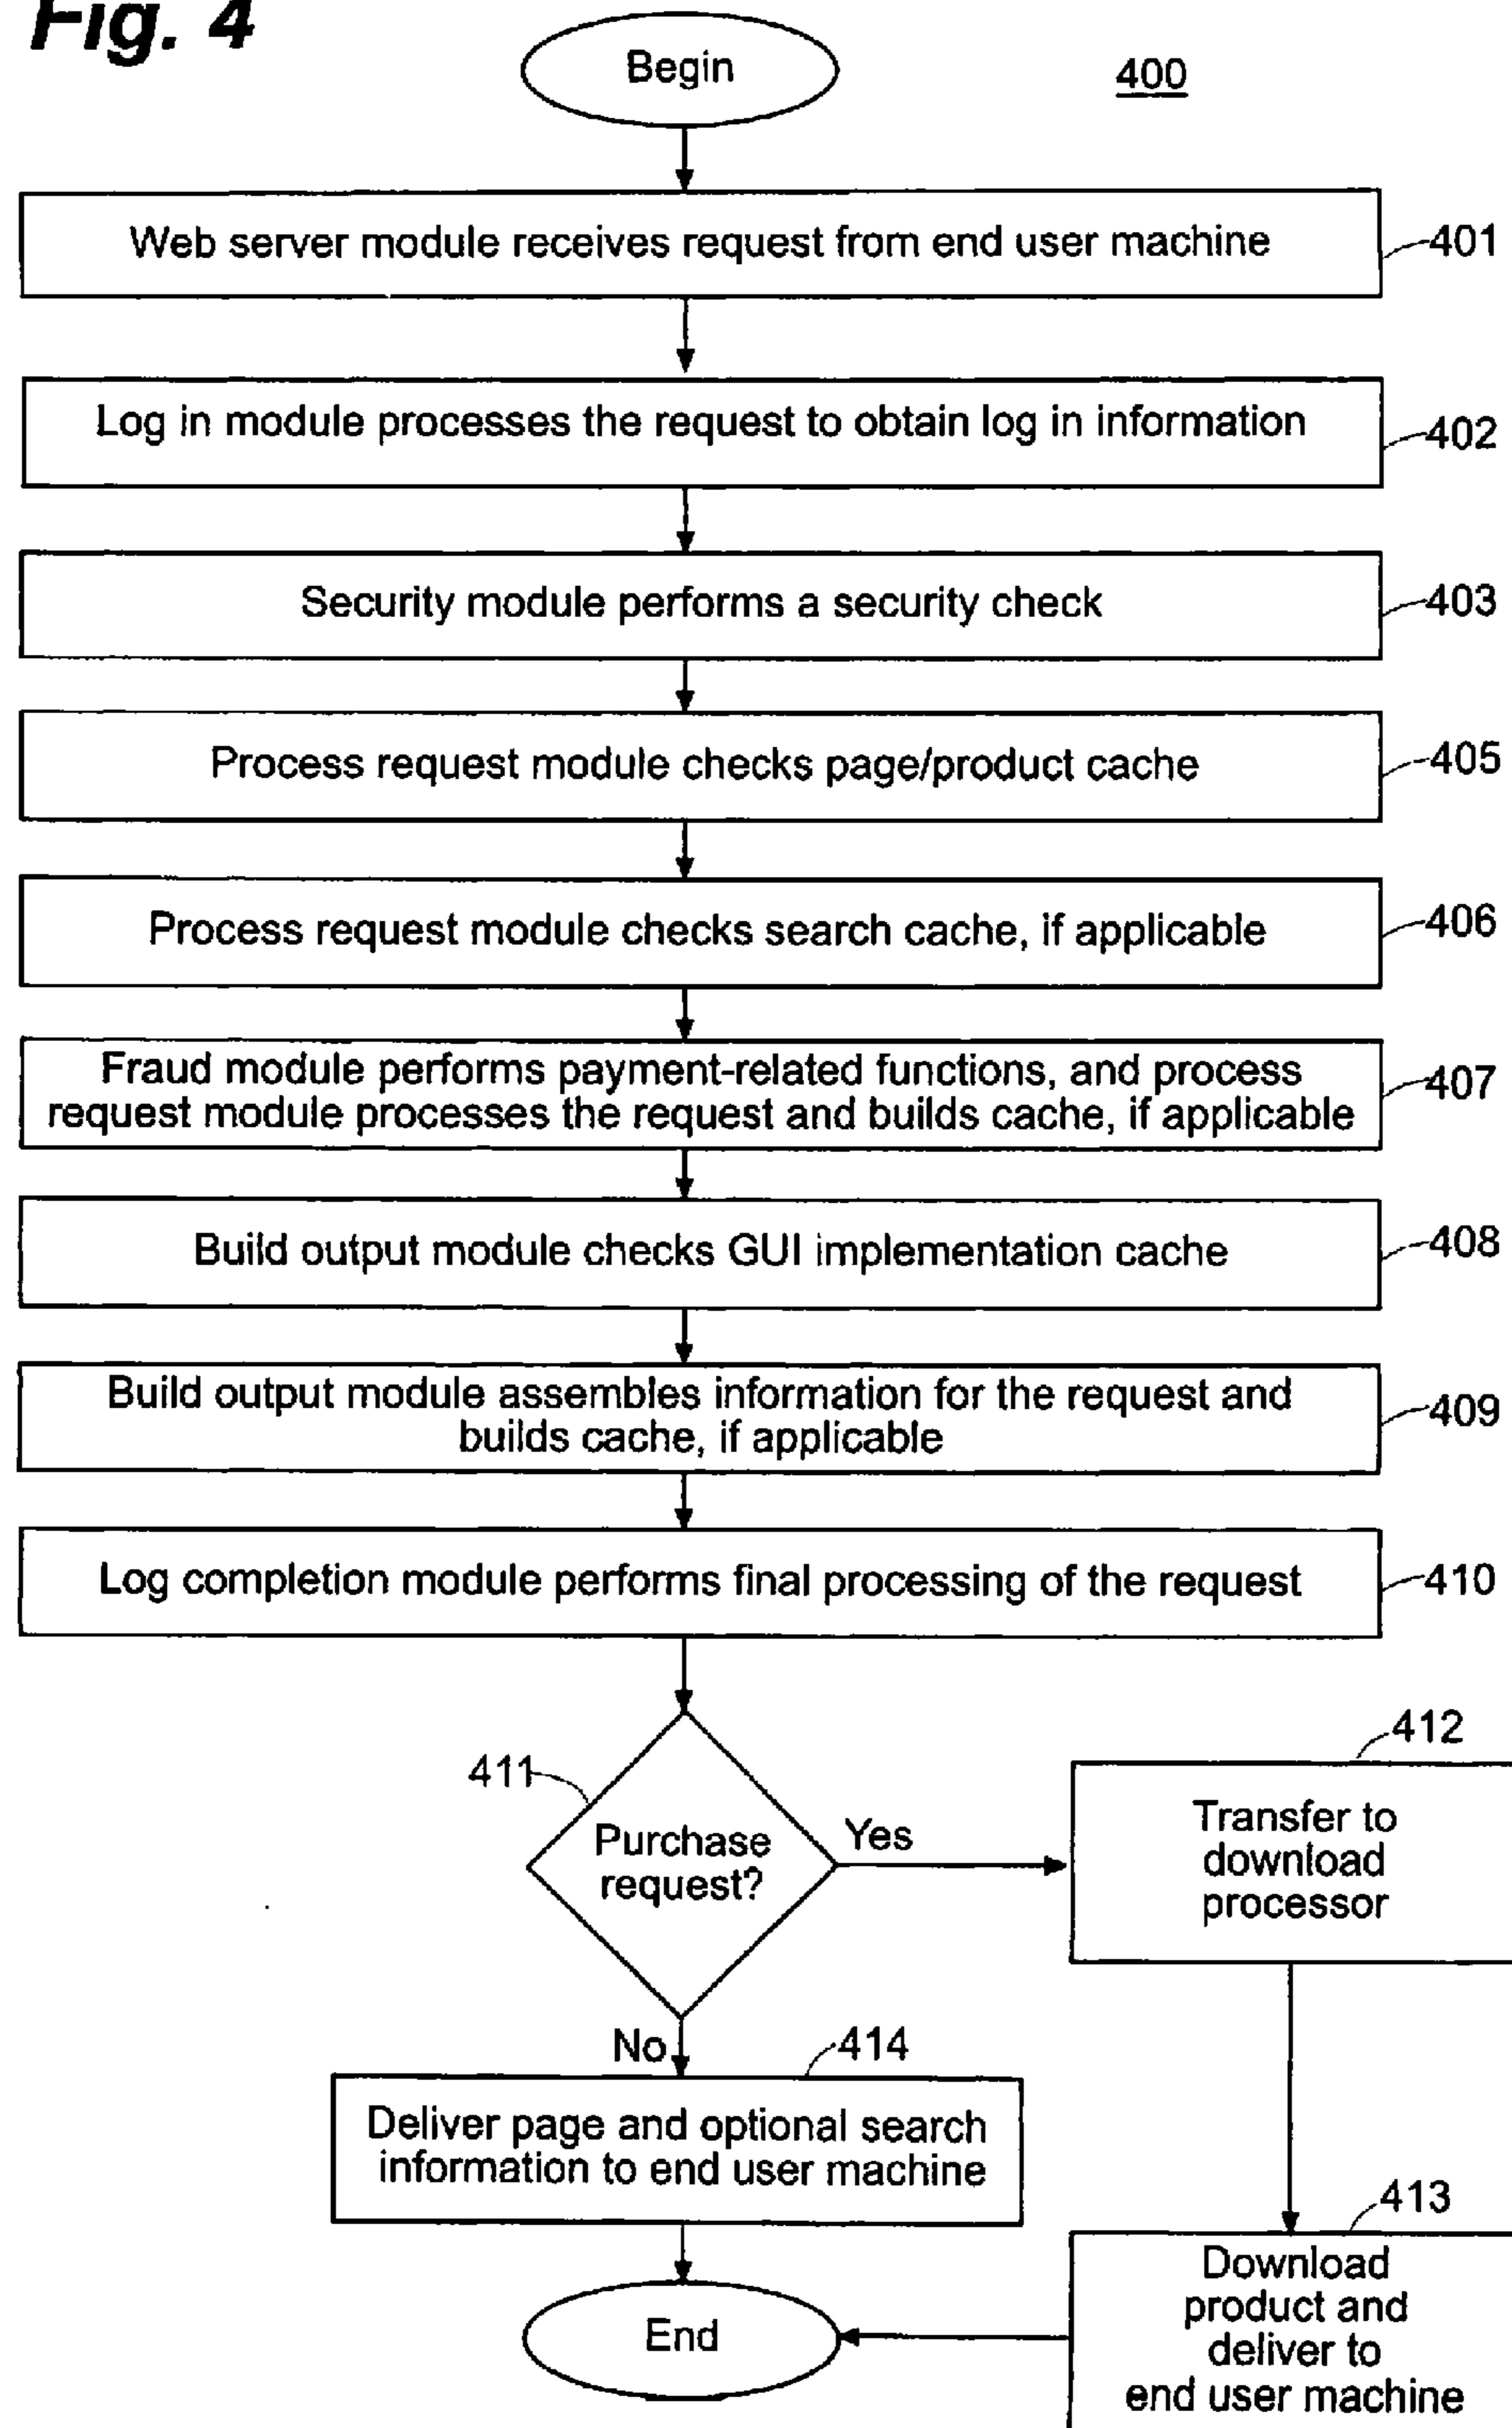 Fig. 4
Begin
400
Web server module receives request from end user machine
401
Log in module processes the request to obtain log in information
402
Security module performs a security check
403
Process request module checks page/product cache
405
Process request module checks search cache, if applicable
406
Fraud module performs payment-related functions, and process
request module processes the request and builds cache, if applicable
407
Build output module checks GUI implementation cache
408
Build output module assembles information for the request and
builds cache, if applicable
409
Log completion module performs final processing of the request
410
411
Purchase
request?
Yes
412
Transfer to
download
processor
No
414
Deliver page and optional search
information to end user machine
413
Download
product and
deliver to
end user machine
End